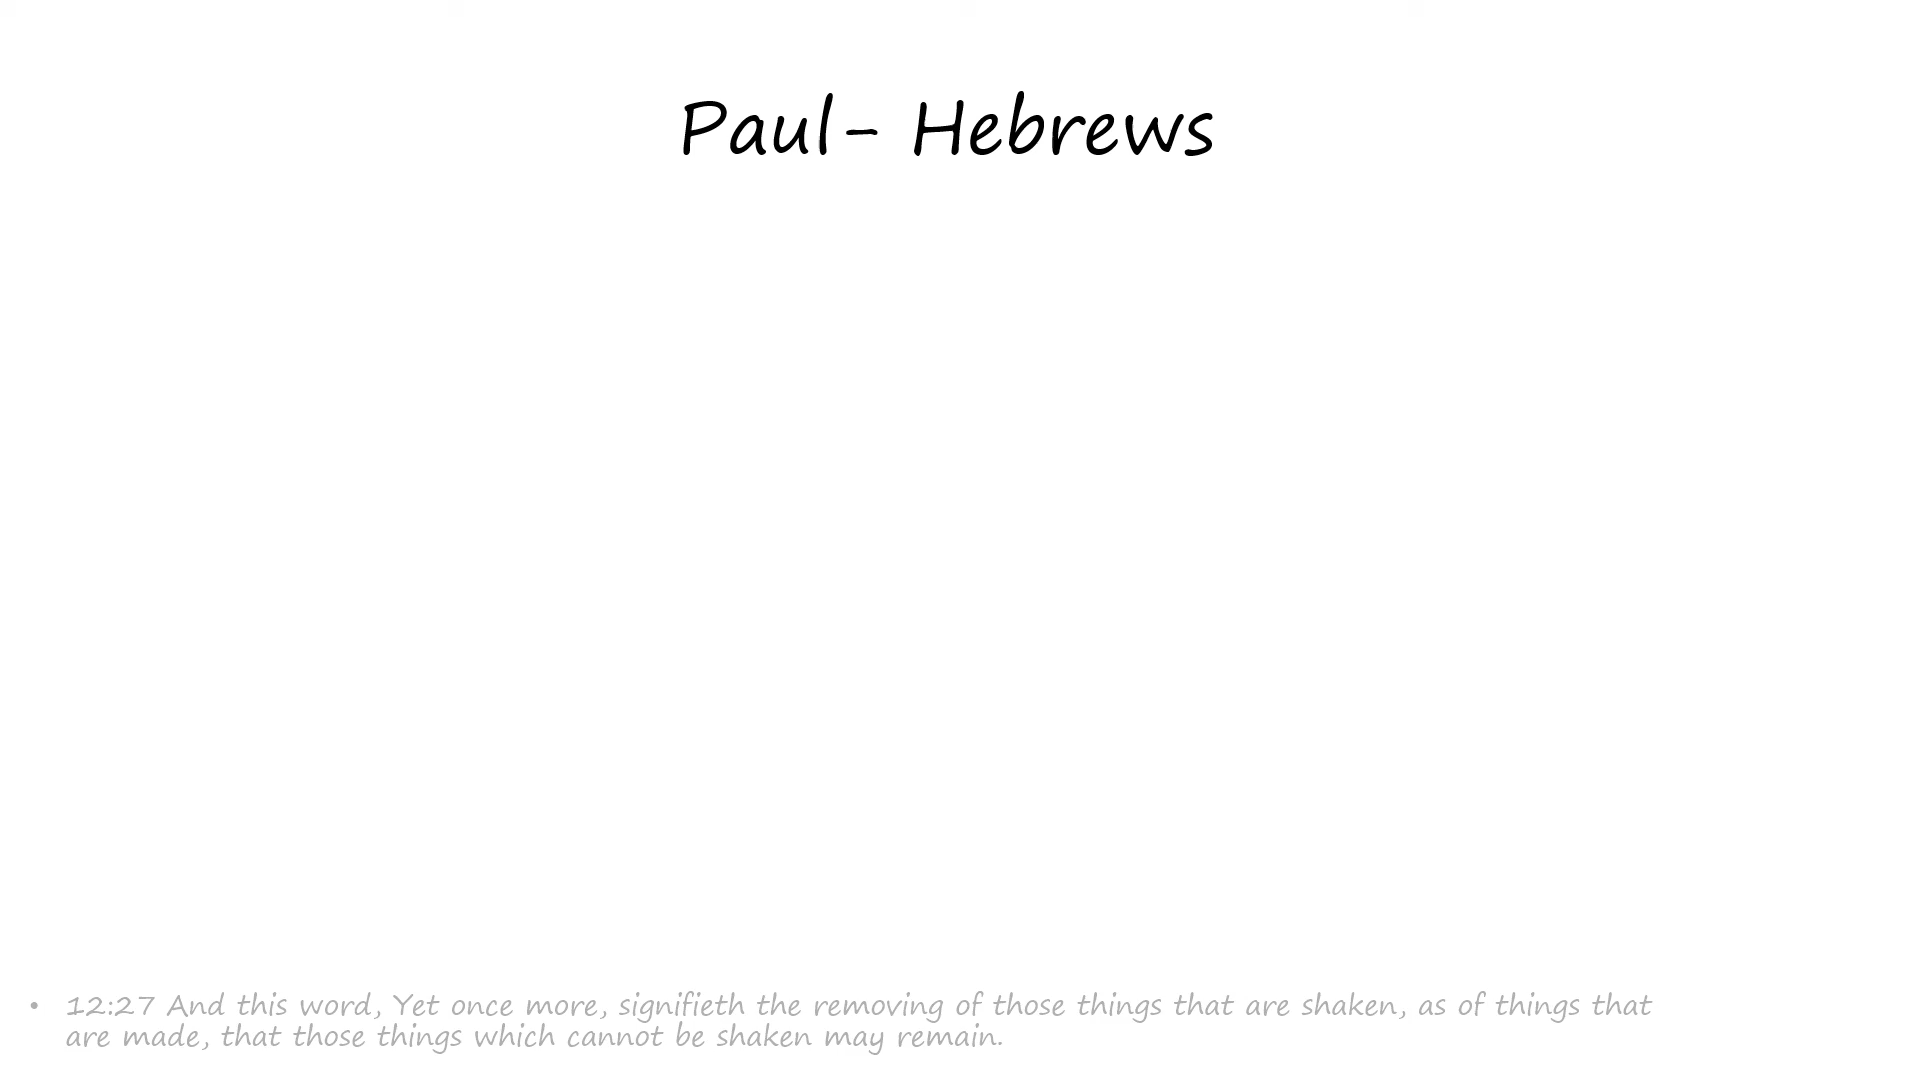 Paul- Hebrews
• 12:27 And this word, Yet once more, signifieth the removing of those things that are shaken, as of things that
are made, that those things which cannot be shaken may remain.